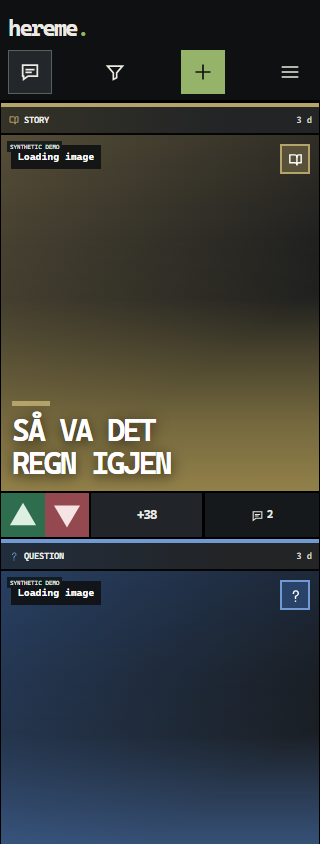 hereme.
STORY
3 d
SYNTHETIC DEMO
Loading image
SÅ VA DET
REGN IGJEN
+38
2
? QUESTION
3 d
SYNTHETIC DEMO
Loading image
?